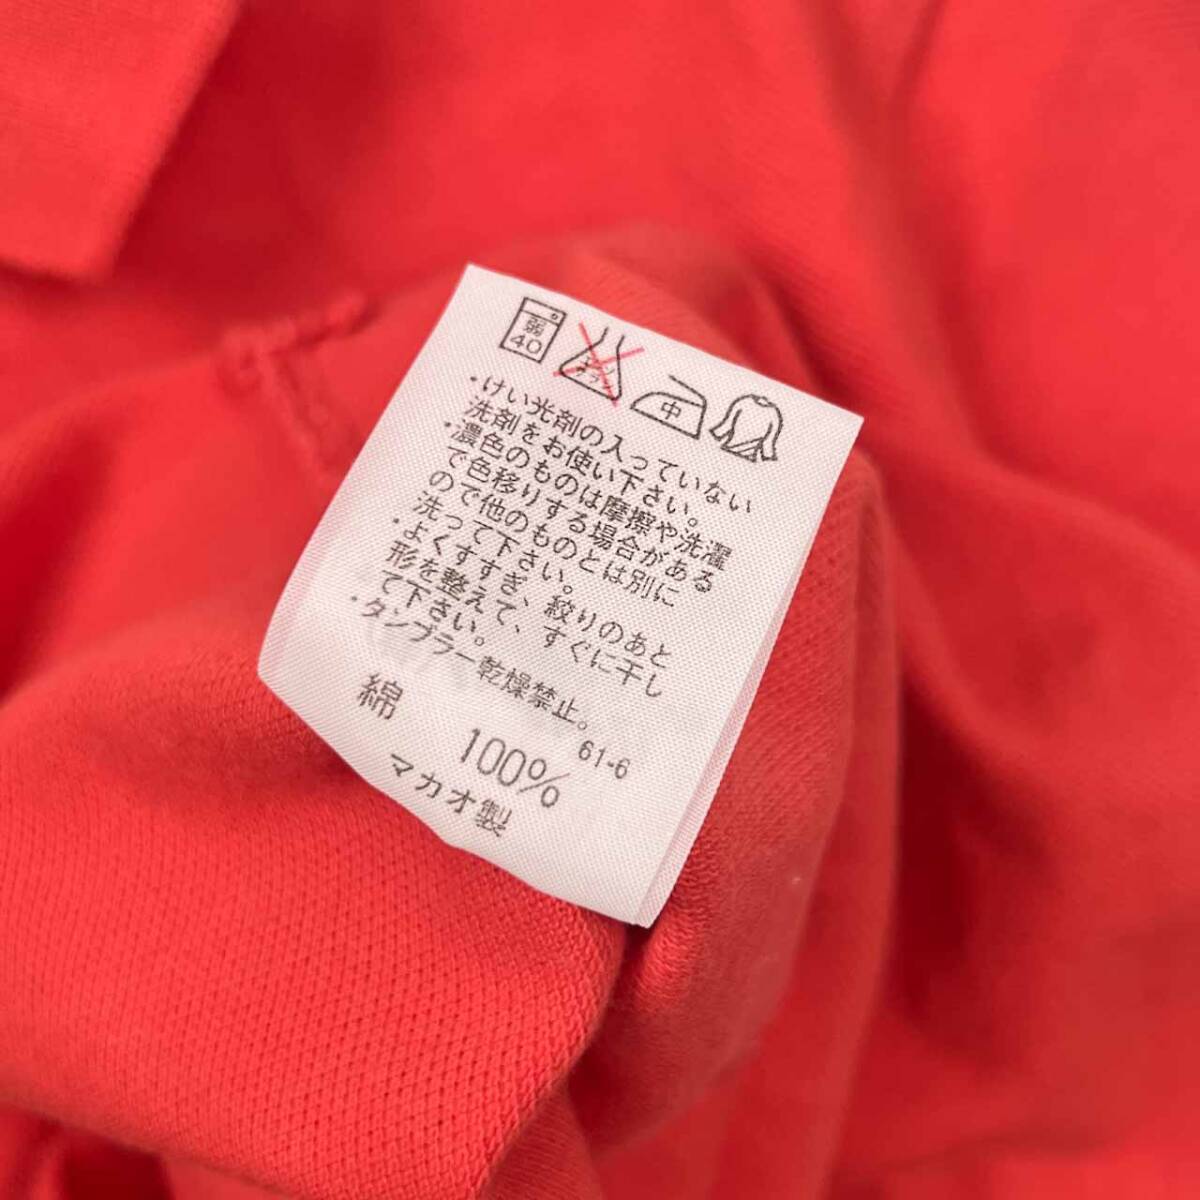 弱
40
エンソ
サラシ
中
・けい光剤の入っていない
洗剤をお使い下さい。
・濃色のものは摩擦や洗濯
で色移りする場合がある
ので他のものとは別に
洗って下さい。
・よくすすぎ、絞りのあと
形を整えて、すぐに干し
て下さい。
・タンブラー乾燥禁止。
61-6
綿
100%
マカオ製